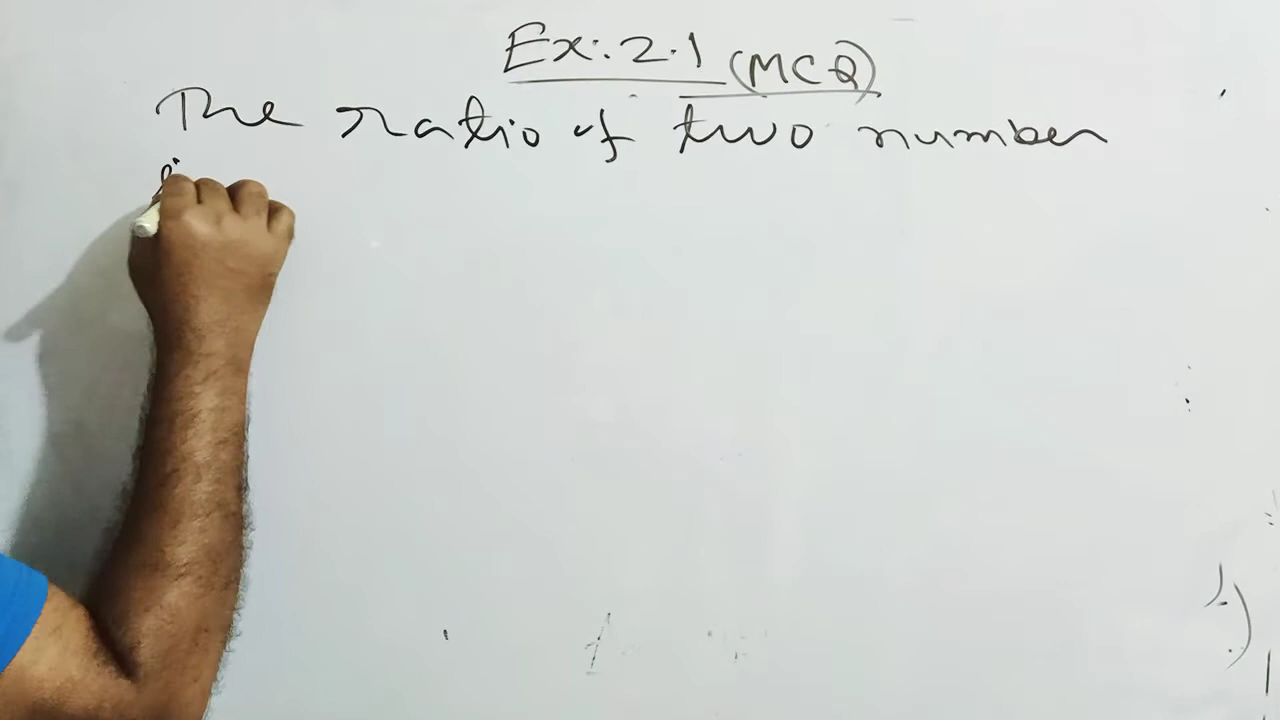 Ex:.2.1 (MCQ)
The ratio of two number